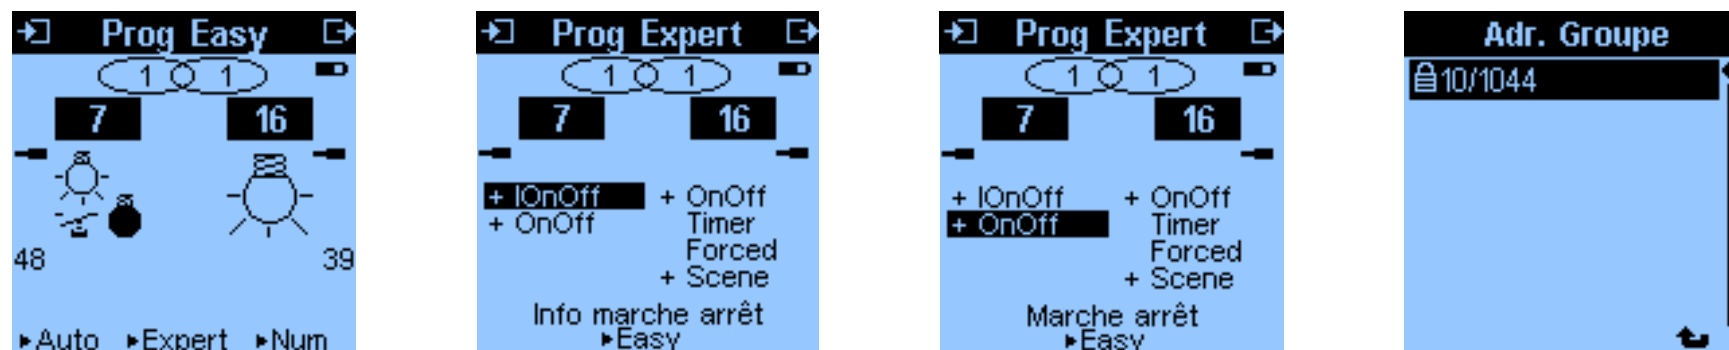 Prog Easy
1 1
7 16
48 39
Auto Expert Num
Prog Expert
1 1
7 16
+ IOnOff + OnOff
+ OnOff Timer
Forced
+ Scene
Info marche arrêt
Easy
Prog Expert
1 1
7 16
+ IOnOff + OnOff
+ OnOff Timer
Forced
+ Scene
Marche arrêt
Easy
Adr. Groupe
10/1044